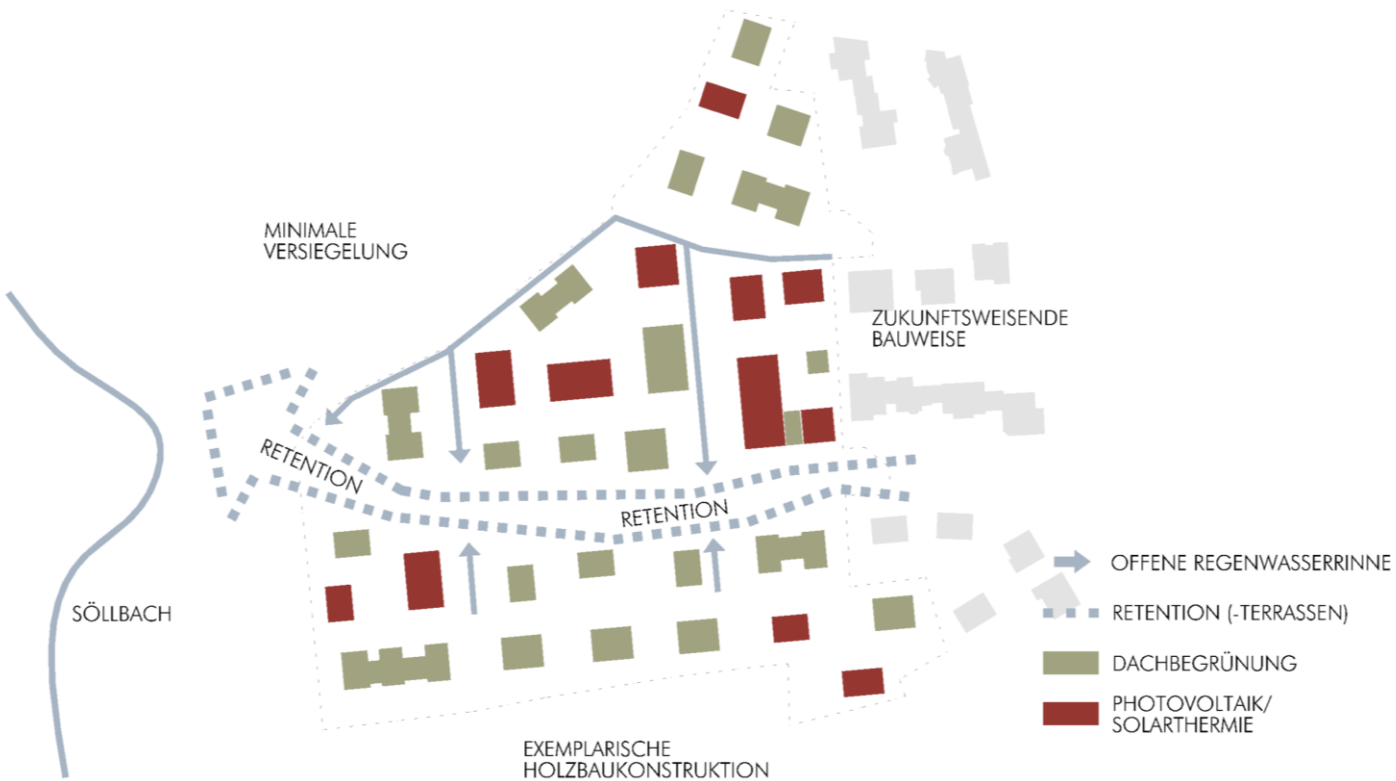 MINIMALE
VERSIEGELUNG
ZUKUNFTSWEISENDE
BAUWEISE
RETENTION
RETENTION
SÖLLBACH
EXEMPLARISCHE
HOLZBAUKONSTRUKTION
OFFENE REGENWASSERRINNE
RETENTION (-TERRASSEN)
DACHBEGRÜNUNG
PHOTOVOLTAIK/
SOLARTHERMIE